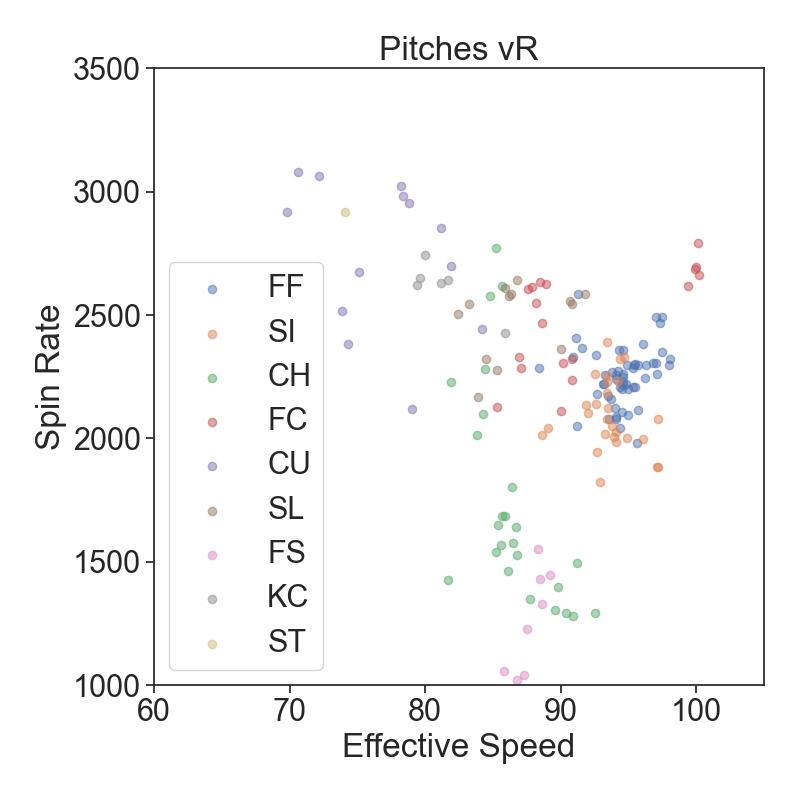 Pitches vR
3500
3000
2500
2000
1500
1000
Spin Rate
FF
SI
CH
FC
CU
SL
FS
KC
ST
60 70 80 90 100
Effective Speed